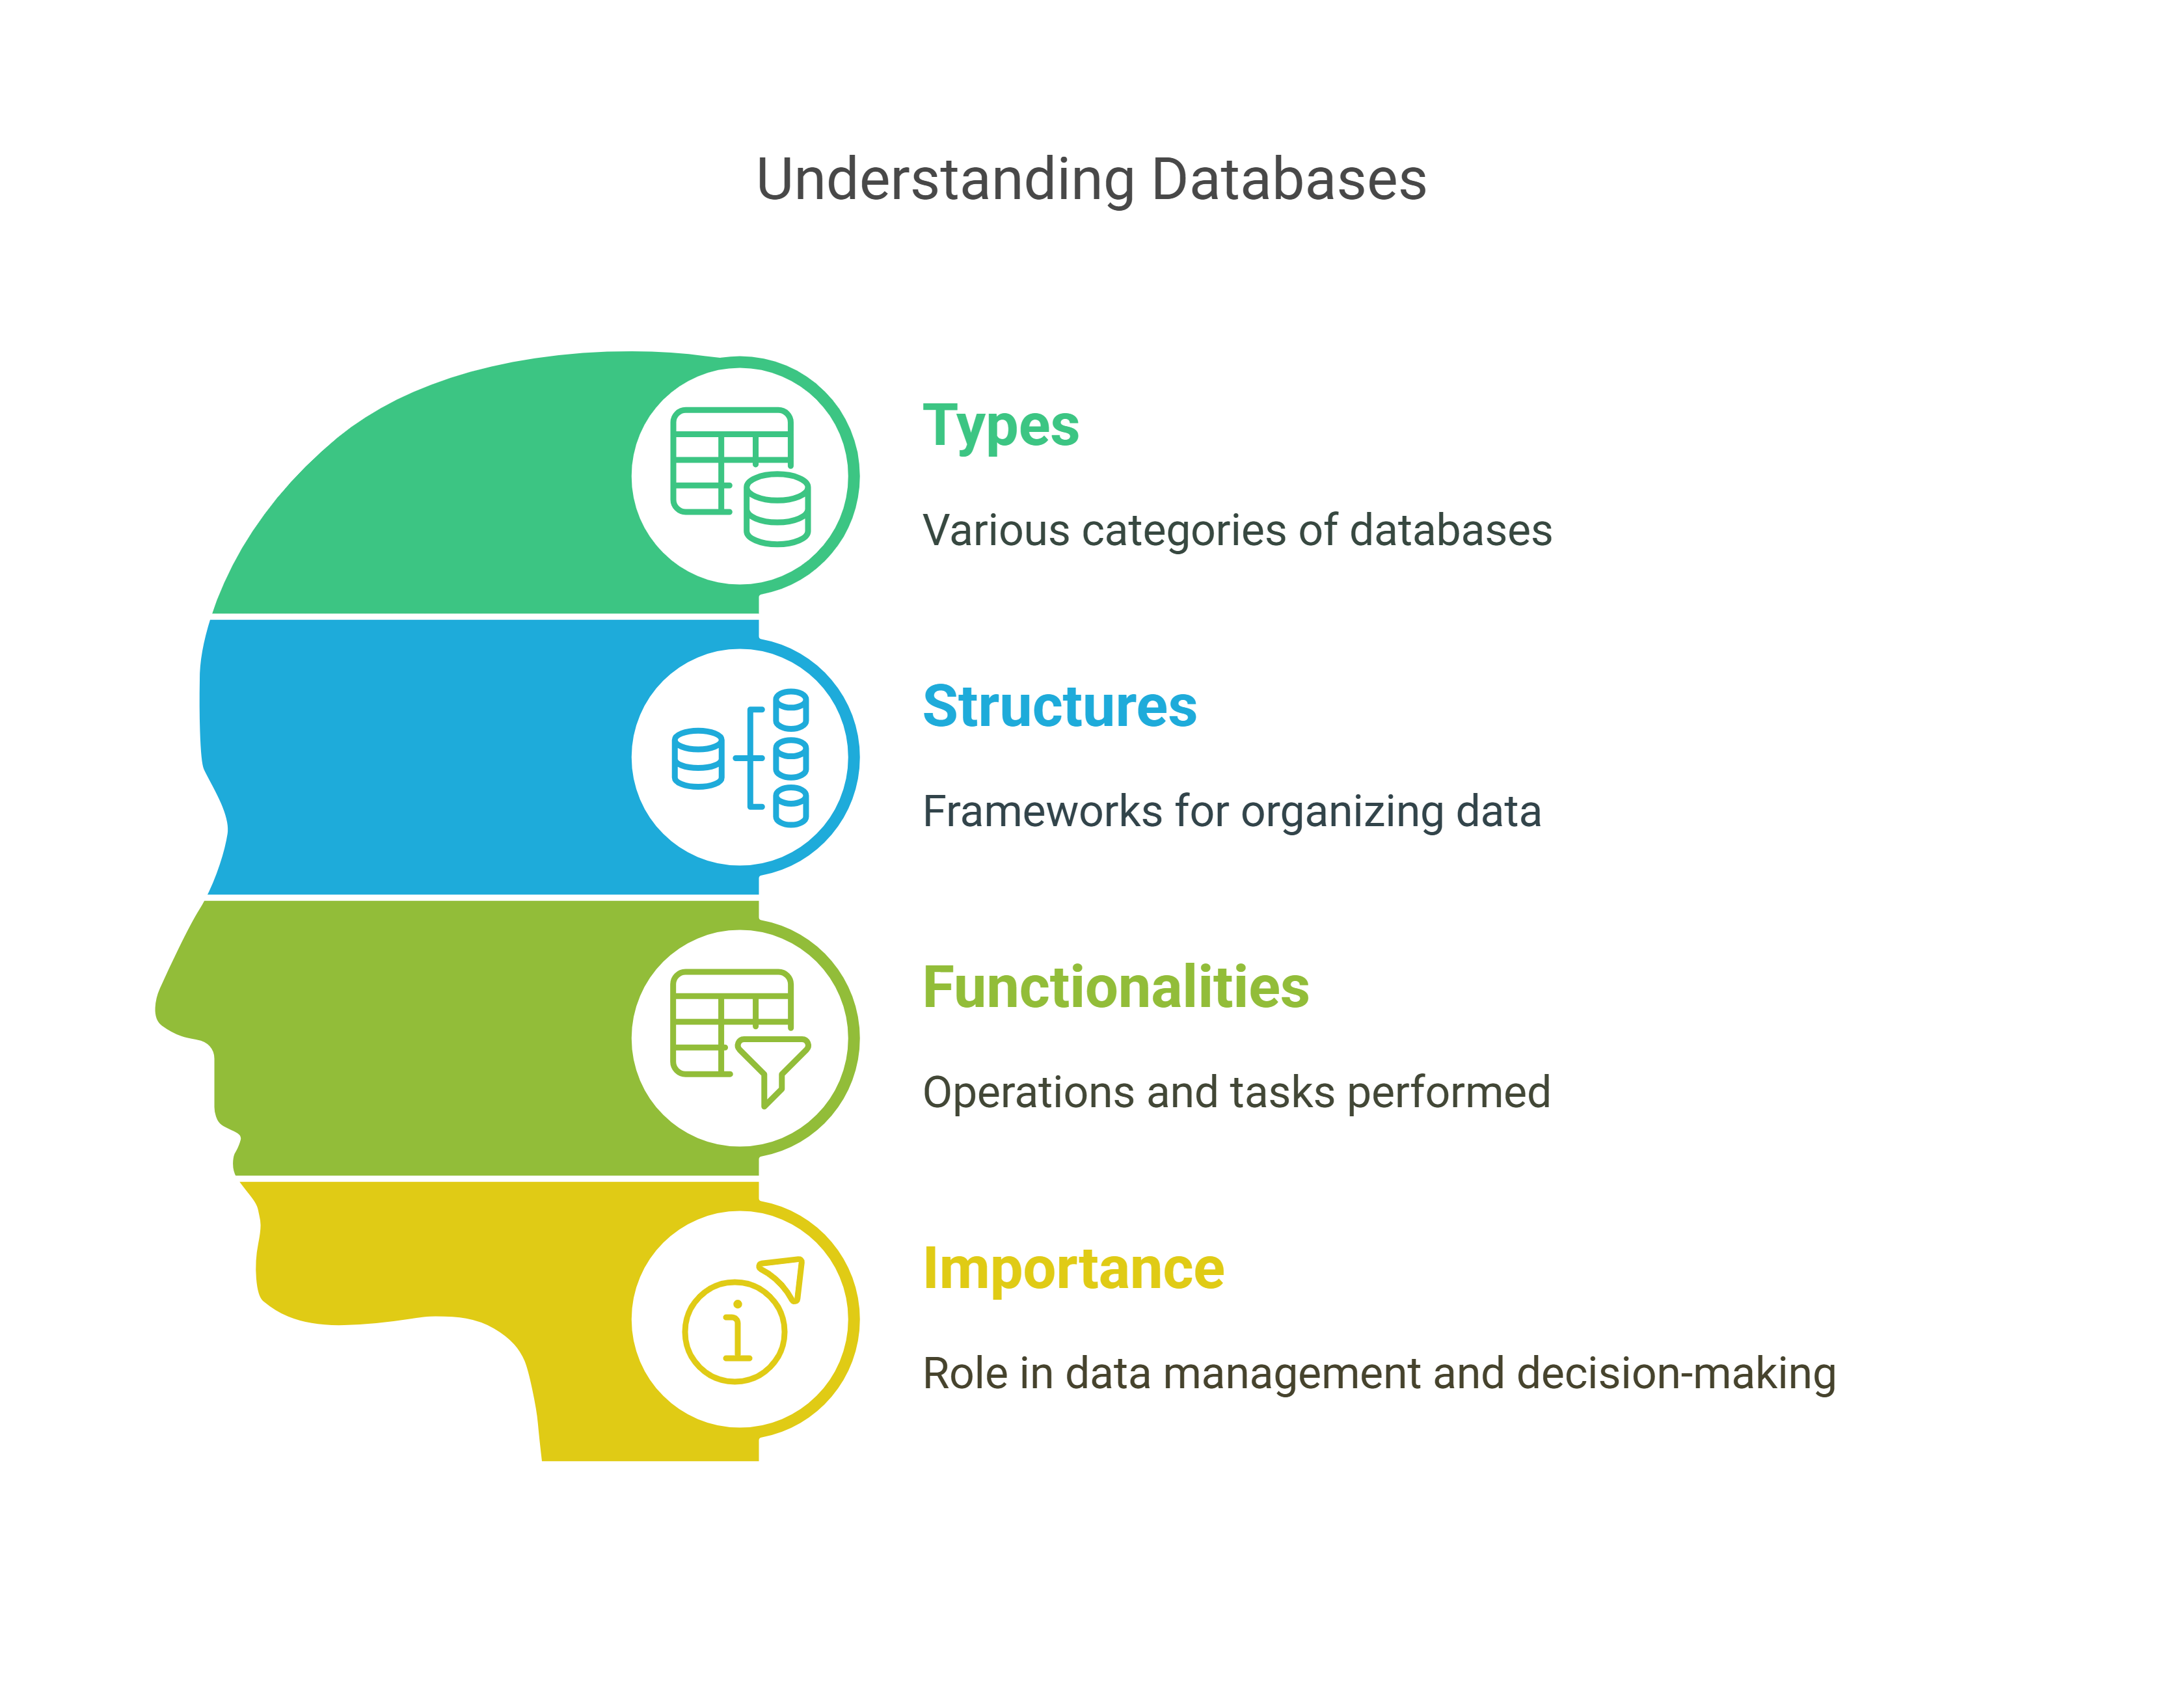 Understanding Databases
Types
Various categories of databases
Structures
Frameworks for organizing data
Functionalities
Operations and tasks performed
Importance
Role in data management and decision-making